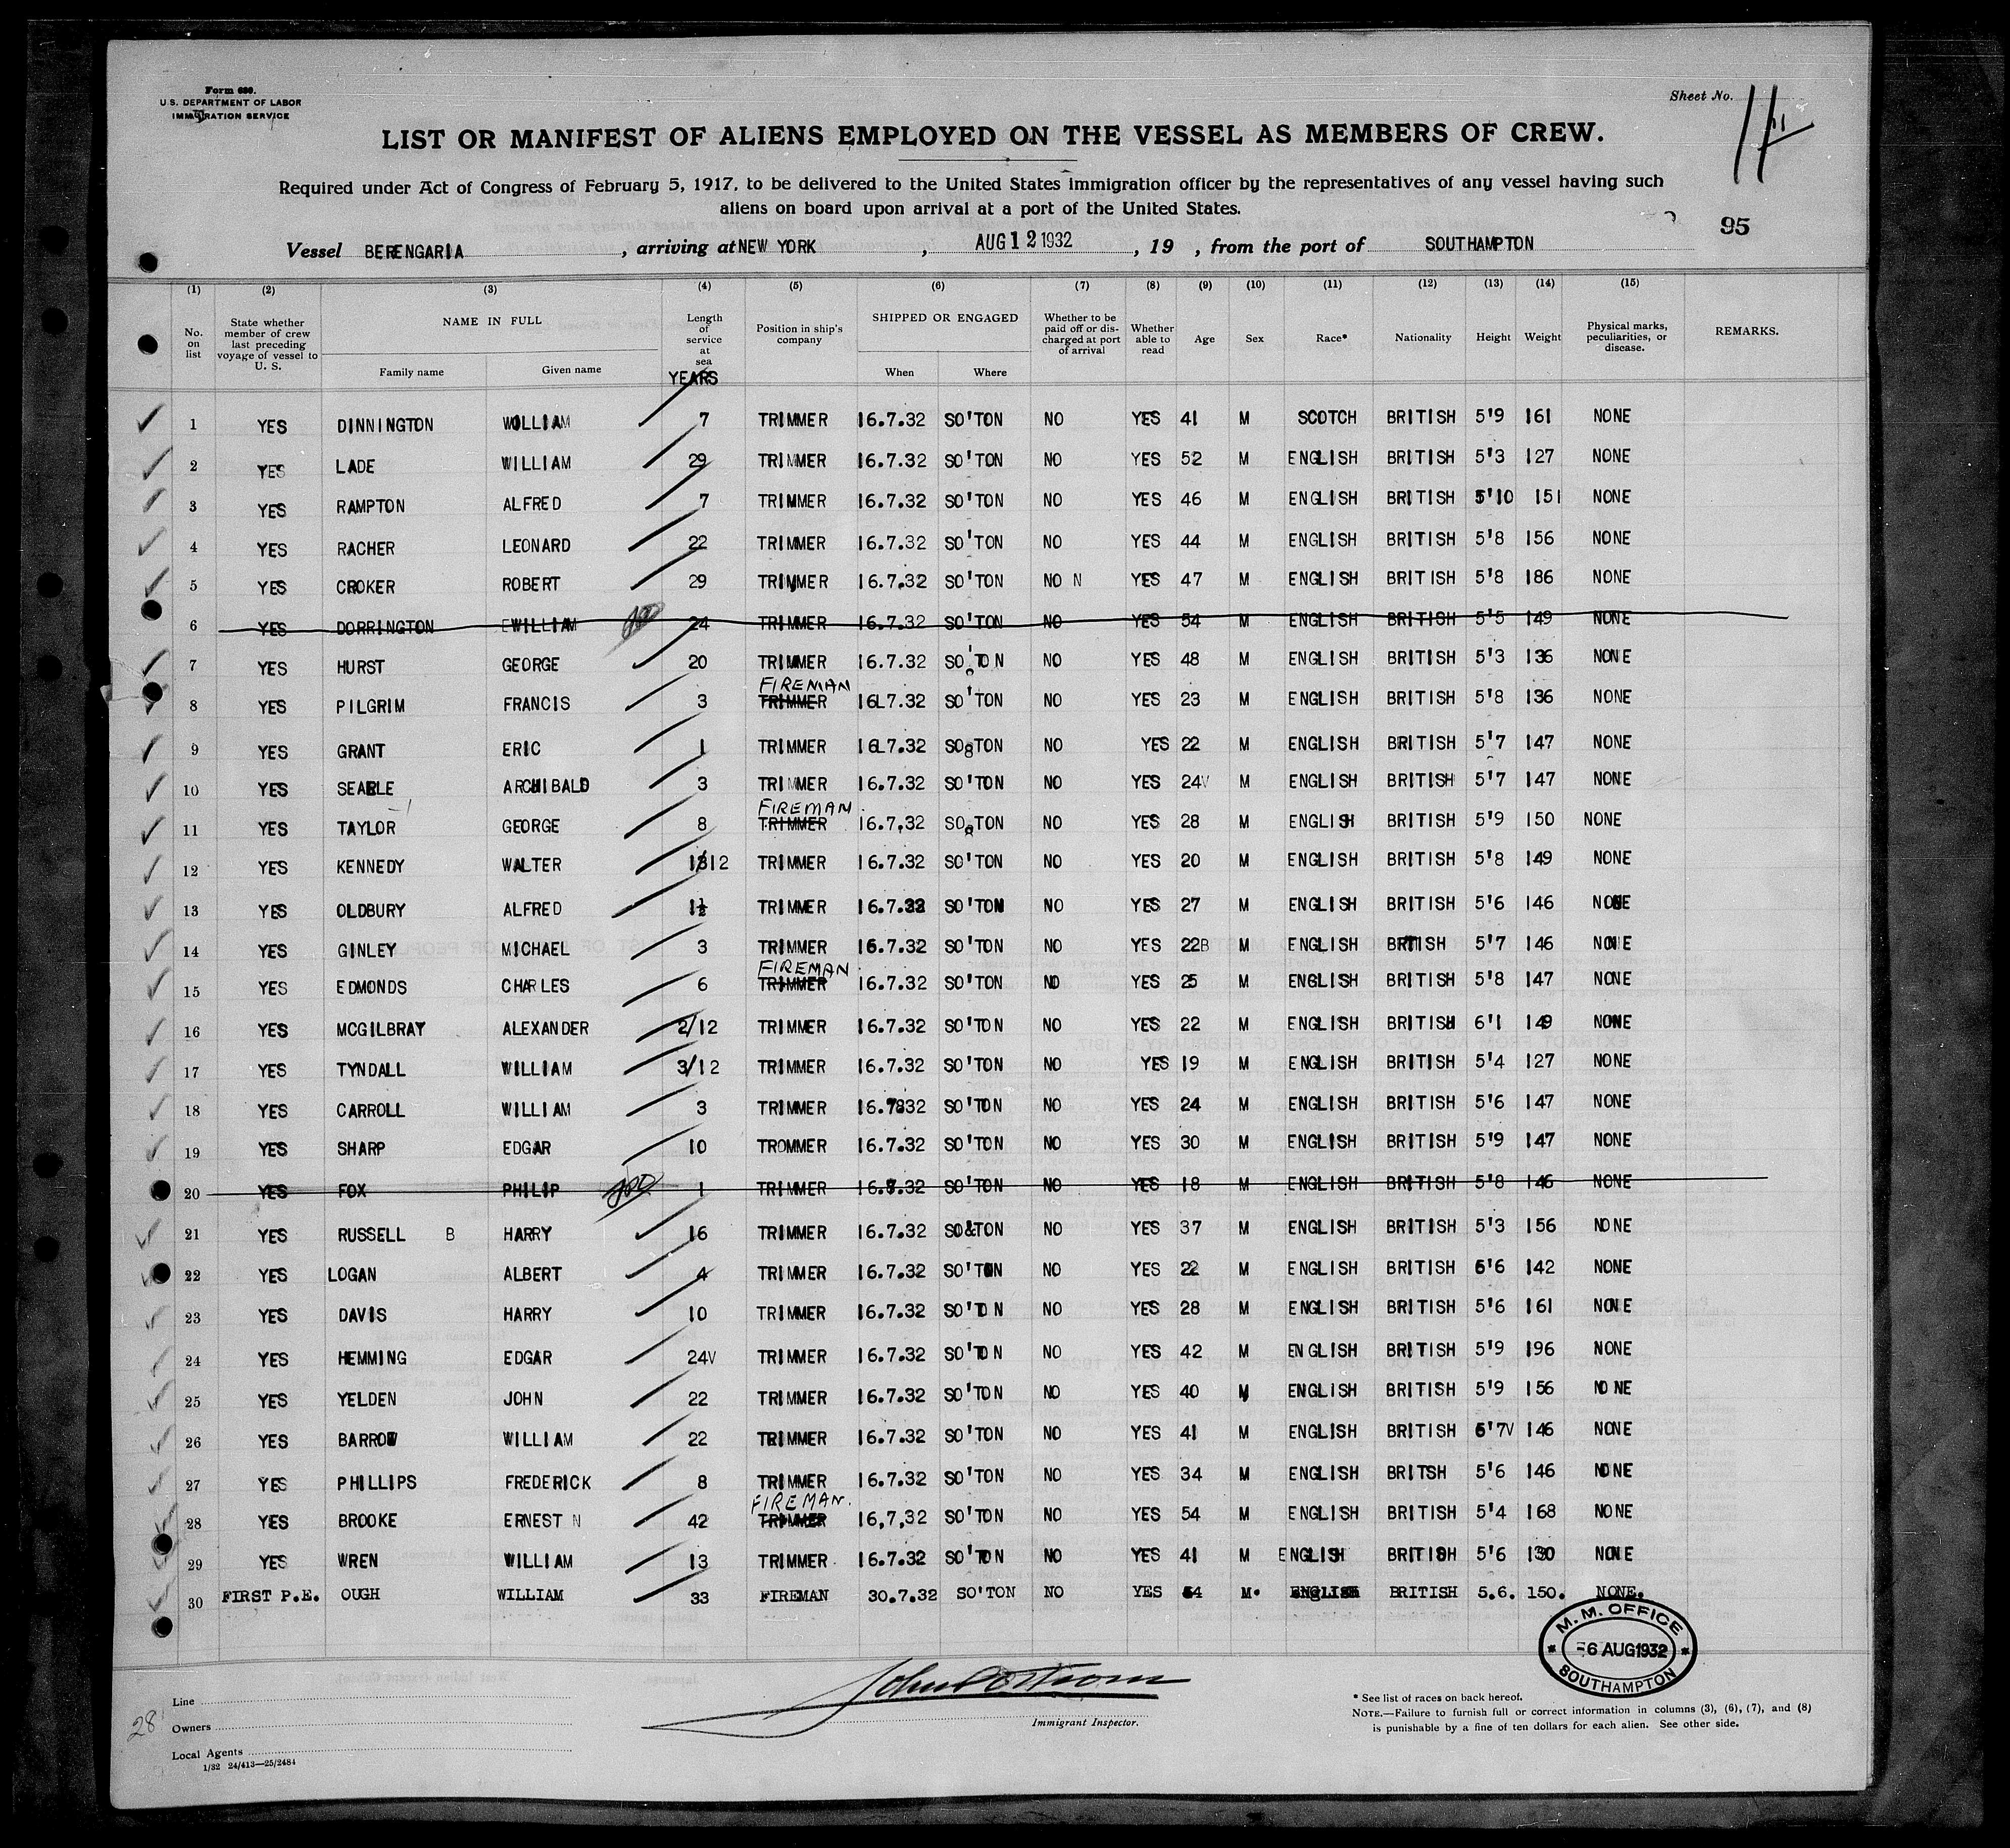 Form 680.
U.S. DEPARTMENT OF LABOR
IMMIGRATION SERVICE
Sheet No. 11
LIST OR MANIFEST OF ALIENS EMPLOYED ON THE VESSEL AS MEMBERS OF CREW.
Required under Act of Congress of February 5, 1917, to be delivered to the United States immigration officer by the representatives of any vessel having such
aliens on board upon arrival at a port of the United States.
95
Vessel BERENGARIA, arriving at NEW YORK, AUG 12 1932, 19 , from the port of SOUTHAMPTON
(1) (2) (3) (4) (5) (6) (7) (8) (9) (10) (11) (12) (13) (14) (15)
No. on list State whether member of crew last preceding voyage of vessel to U. S. NAME IN FULL Family name Given name Length of service at sea YEARS Position in ship's company SHIPPED OR ENGAGED When Where Whether to be paid off or discharged at port of arrival Whether able to read Age Sex Race* Nationality Height Weight Physical marks, peculiarities, or disease. REMARKS.
1 YES DINNINGTON WILLIAM 7 TRIMMER 16.7.32 SO'TON NO YES 41 M SCOTCH BRITISH 5'9 161 NONE
2 YES LADE WILLIAM 29 TRIMMER 16.7.32 SO'TON NO YES 52 M ENGLISH BRITISH 5'3 127 NONE
3 YES RAMPTON ALFRED 7 TRIMMER 16.7.32 SO'TON NO YES 46 M ENGLISH BRITISH 5'10 151 NONE
4 YES RACHER LEONARD 22 TRIMMER 16.7.32 SO'TON NO YES 44 M ENGLISH BRITISH 5'8 156 NONE
5 YES CROKER ROBERT 29 TRIMMER 16.7.32 SO'TON NO N YES 47 M ENGLISH BRITISH 5'8 186 NONE
6 YES DORRINGTON EWILLIAM 24 TRIMMER 16.7.32 SO'TON NO YES 54 M ENGLISH BRITISH 5'5 149 NONE
7 YES HURST GEORGE 20 TRIMMER 16.7.32 SO'TON NO YES 48 M ENGLISH BRITISH 5'3 136 NONE
FIREMAN
8 YES PILGRIM FRANCIS 3 TRIMMER 16L7.32 SO'TON NO YES 23 M ENGLISH BRITISH 5'8 136 NONE
9 YES GRANT ERIC 1 TRIMMER 16L7.32 SO8TON NO YES 22 M ENGLISH BRITISH 5'7 147 NONE
10 YES SEARLE ARCHIBALD 3 TRIMMER 16.7.32 SO'TON NO YES 24V M ENGLISH BRITISH 5'7 147 NONE
FIREMAN
11 YES TAYLOR GEORGE 8 TRIMMER 16.7.32 SO8TON NO YES 28 M ENGLISH BRITISH 5'9 150 NONE
12 YES KENNEDY WALTER TRIMMER 16.7.32 SO'TON NO YES 20 M ENGLISH BRITISH 5'8 149 NONE
13 YES OLDBURY ALFRED 1½ TRIMMER 16.7.32 SO'TON NO YES 27 M ENGLISH BRITISH 5'6 146 NONE
14 YES GINLEY MICHAEL 3 TRIMMER 16.7.32 SO'TON NO YES 22B M ENGLISH BRTISH 5'7 146 NONE
FIREMAN
15 YES EDMONDS CHARLES 6 TRIMMER 16.7.32 SO'TON NO YES 25 M ENGLISH BRITISH 5'8 147 NONE
16 YES MCGILBRAY ALEXANDER 2/12 TRIMMER 16.7.32 SO'TON NO YES 22 M ENGLISH BRITISH 6'1 149 NONE
17 YES TYNDALL WILLIAM 3/12 TRIMMER 16.7.32 SO'TON NO YES 19 M ENGLISH BRITISH 5'4 127 NONE
18 YES CARROLL WILLIAM 3 TRIMMER 16.7832 SO'TON NO YES 24 M ENGLISH BRITISH 5'6 147 NONE
19 YES SHARP EDGAR 10 TROMMER 16.7.32 SO'TON NO YES 30 M ENGLISH BRITISH 5'9 147 NONE
20 YES FOX PHILIP 1 TRIMMER 16.7.32 SO'TON NO YES 18 M ENGLISH BRITISH 5'8 146 NONE
21 YES RUSSELL B HARRY 16 TRIMMER 16.7.32 SO&TON NO YES 37 M ENGLISH BRITISH 5'3 156 NONE
22 YES LOGAN ALBERT 4 TRIMMER 16.7.32 SO'TON NO YES 22 M ENGLISH BRITISH 6'6 142 NONE
23 YES DAVIS HARRY 10 TRIMMER 16.7.32 SO'TON NO YES 28 M ENGLISH BRITISH 5'6 161 NONE
24 YES HEMMING EDGAR 24V TRIMMER 16.7.32 SO'TON NO YES 42 M ENGLISH BRITISH 5'9 196 NONE
25 YES YELDEN JOHN 22 TRIMMER 16.7.32 SO'TON NO YES 40 M ENGLISH BRITISH 5'9 156 NONE
26 YES BARROW WILLIAM 22 TRIMMER 16.7.32 SO'TON NO YES 41 M ENGLISH BRITISH 6'7V 146 NONE
27 YES PHILLIPS FREDERICK 8 TRIMMER 16.7.32 SO'TON NO YES 34 M ENGLISH BRITSH 5'6 146 NONE
FIREMAN.
28 YES BROOKE ERNEST N 42 TRIMMER 16,7,32 SO'TON NO YES 54 M ENGLISH BRITISH 5'4 168 NONE
29 YES WREN WILLIAM 13 TRIMMER 16.7.32 SO'TON NO YES 41 M ENGLISH BRITISH 5'6 130 NONE
30 FIRST P.E. OUGH WILLIAM 33 FIREMAN 30.7.32 SO'TON NO YES 54 M. ENGLISH BRITISH 5.6. 150. NONE.
M. M. OFFICE
-6 AUG 1932
SOUTHAMPTON
28
Line
Owners
Local Agents
1/32 24/413—25/2484
Immigrant Inspector.
* See list of races on back hereof.
NOTE.—Failure to furnish full or correct information in columns (3), (6), (7), and (8)
is punishable by a fine of ten dollars for each alien. See other side.